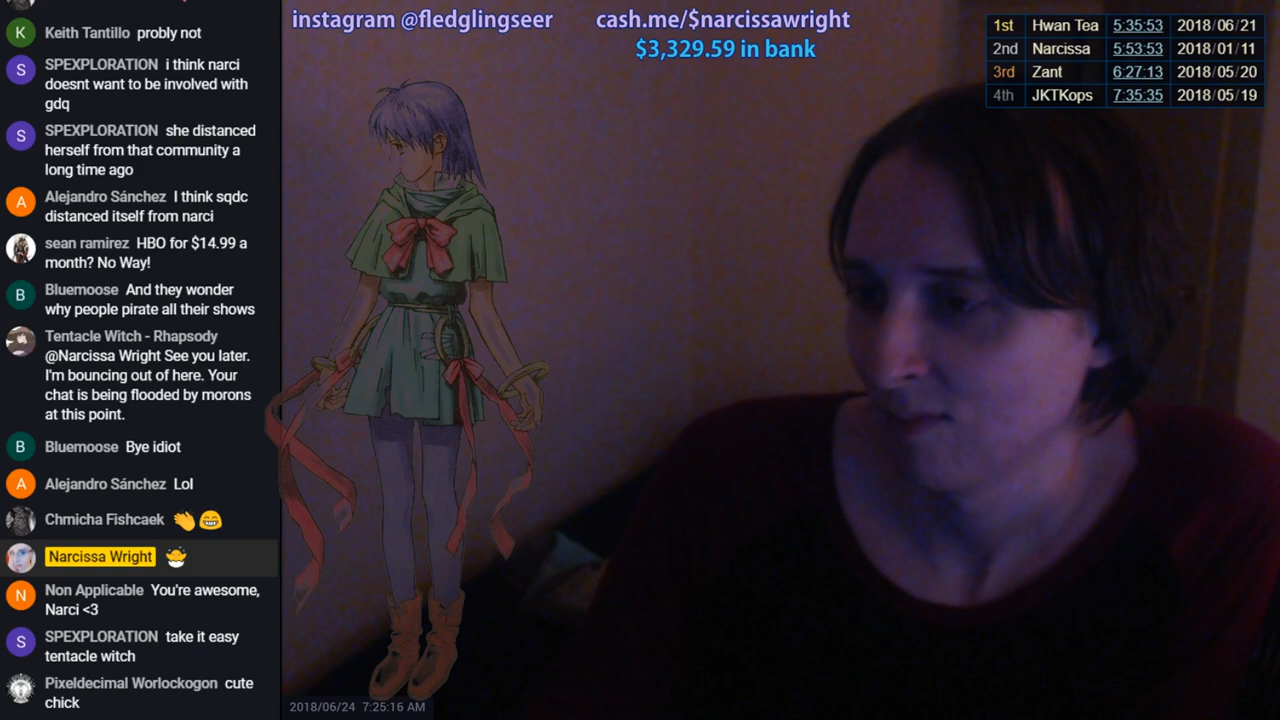 K Keith Tantillo probly not
S SPEXPLORATION i think narci
doesnt want to be involved with
gdq
S SPEXPLORATION she distanced
herself from that community a
long time ago
A Alejandro Sánchez I think sqdc
distanced itself from narci
sean ramirez HBO for $14.99 a
month? No Way!
B Bluemoose And they wonder
why people pirate all their shows
Tentacle Witch - Rhapsody
@Narcissa Wright See you later.
I'm bouncing out of here. Your
chat is being flooded by morons
at this point.
B Bluemoose Bye idiot
A Alejandro Sánchez Lol
Chmicha Fishcaek 👏😁
Narcissa Wright 🐣
N Non Applicable You're awesome,
Narci <3
S SPEXPLORATION take it easy
tentacle witch
Pixeldecimal Worlockogon cute
chick
instagram @fledglingseer cash.me/$narcissawright
$3,329.59 in bank
1st Hwan Tea 5:35:53 2018/06/21
2nd Narcissa 5:53:53 2018/01/11
3rd Zant 6:27:13 2018/05/20
4th JKTKops 7:35:35 2018/05/19
2018/06/24 7:25:16 AM